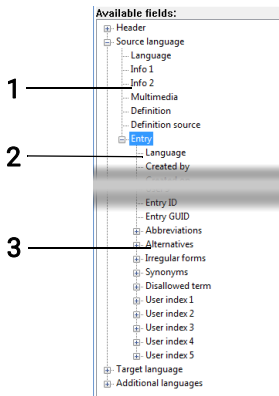 Available fields:
Header
Source language
Language
Info 1
1
Info 2
Multimedia
Definition
Definition source
Entry
2
Language
Created by
Entry ID
Entry GUID
Abbreviations
3
Alternatives
Irregular forms
Synonyms
Disallowed term
User index 1
User index 2
User index 3
User index 4
User index 5
Target language
Additional languages